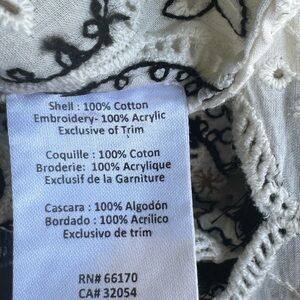 Shell : 100% Cotton
Embroidery- 100% Acrylic
Exclusive of Trim
Coquille : 100% Coton
Broderie: 100% Acrylique
Exclusif de la Garniture
Cascara : 100% Algodón
Bordado : 100% Acrílico
Exclusivo de trim
RN# 66170
CA# 32054